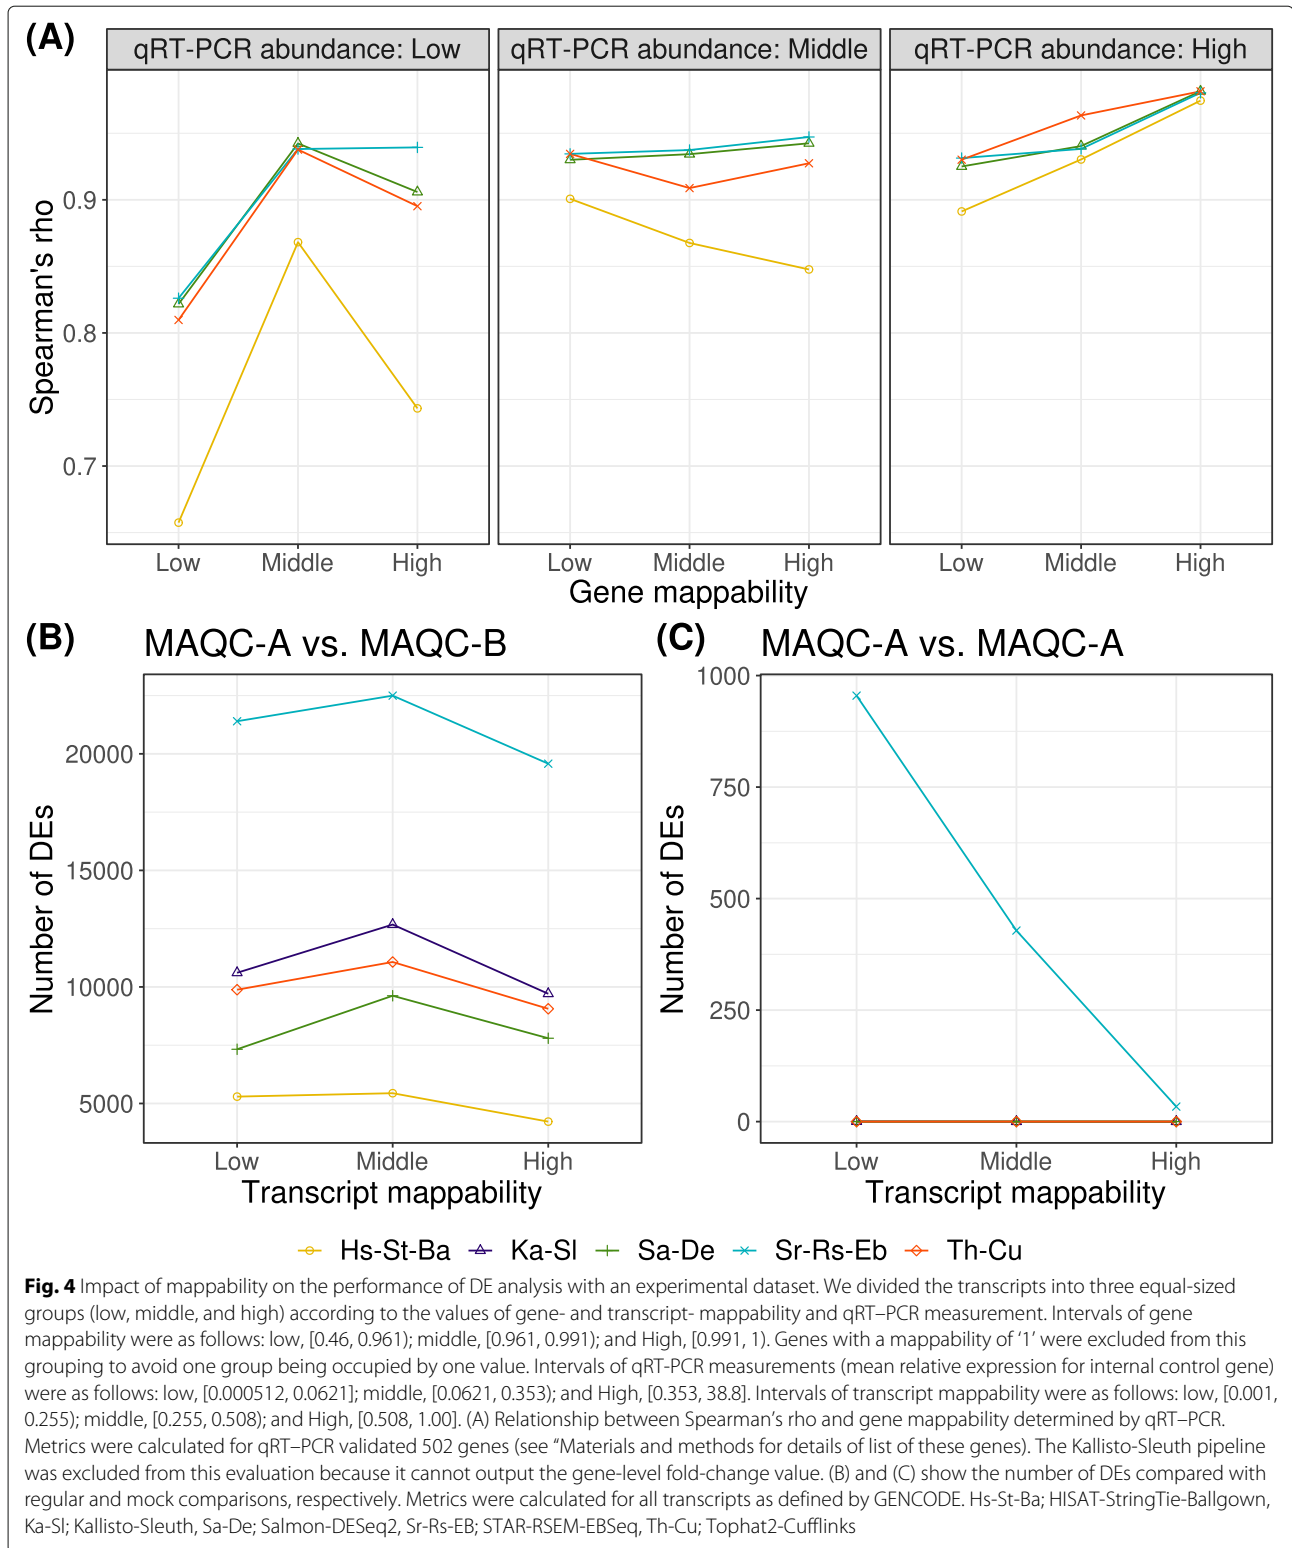 (A)
qRT-PCR abundance: Low
qRT-PCR abundance: Middle
qRT-PCR abundance: High
Spearman's rho
0.9
0.8
0.7
Low Middle High
Low Middle High
Low Middle High
Gene mappability
(B)
MAQC-A vs. MAQC-B
Number of DEs
20000
15000
10000
5000
Low Middle High
Transcript mappability
(C)
MAQC-A vs. MAQC-A
Number of DEs
1000
750
500
250
0
Low Middle High
Transcript mappability
Hs-St-Ba Ka-Sl Sa-De Sr-Rs-Eb Th-Cu
Fig. 4 Impact of mappability on the performance of DE analysis with an experimental dataset. We divided the transcripts into three equal-sized
groups (low, middle, and high) according to the values of gene- and transcript- mappability and qRT–PCR measurement. Intervals of gene
mappability were as follows: low, [0.46, 0.961); middle, [0.961, 0.991); and High, [0.991, 1). Genes with a mappability of ‘1’ were excluded from this
grouping to avoid one group being occupied by one value. Intervals of qRT-PCR measurements (mean relative expression for internal control gene)
were as follows: low, [0.000512, 0.0621]; middle, [0.0621, 0.353); and High, [0.353, 38.8]. Intervals of transcript mappability were as follows: low, [0.001,
0.255); middle, [0.255, 0.508); and High, [0.508, 1.00]. (A) Relationship between Spearman’s rho and gene mappability determined by qRT–PCR.
Metrics were calculated for qRT–PCR validated 502 genes (see “Materials and methods for details of list of these genes). The Kallisto-Sleuth pipeline
was excluded from this evaluation because it cannot output the gene-level fold-change value. (B) and (C) show the number of DEs compared with
regular and mock comparisons, respectively. Metrics were calculated for all transcripts as defined by GENCODE. Hs-St-Ba; HISAT-StringTie-Ballgown,
Ka-Sl; Kallisto-Sleuth, Sa-De; Salmon-DESeq2, Sr-Rs-EB; STAR-RSEM-EBSeq, Th-Cu; Tophat2-Cufflinks